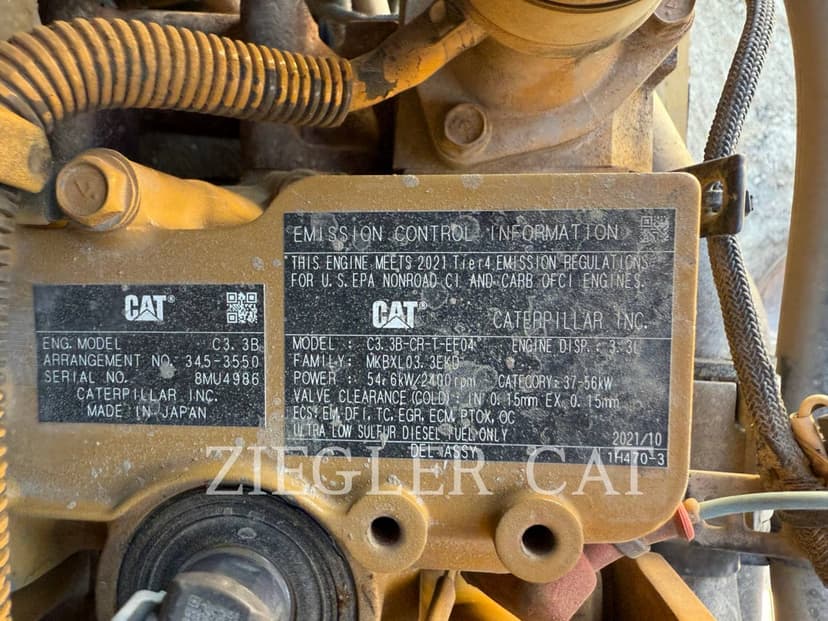 CAT®
ENG. MODEL C3.3B
ARRANGEMENT NO. 345-3550
SERIAL NO. 8MU4986
CATERPILLAR INC.
MADE IN JAPAN
EMISSION CONTROL INFORMATION
THIS ENGINE MEETS 2021 Tier4 EMISSION REGULATIONS
FOR U.S. EPA NONROAD CI AND CARB OFCI ENGINES.
CAT® CATERPILLAR INC.
MODEL : C3.3B-CR-T-EF04 ENGINE DISP.: 3.3L
FAMILY: MKBXL03.3EKD
POWER : 54.6kW/2400rpm CATEGORY: 37-56kW
VALVE CLEARANCE (COLD): IN 0.15mm EX 0.15mm
ECS: EM, DFI, TC, EGR, ECM, PTOX, OC
ULTRA LOW SULFUR DIESEL FUEL ONLY
2021/10
DEL ASSY 1H470-3
ZIEGLER CAT